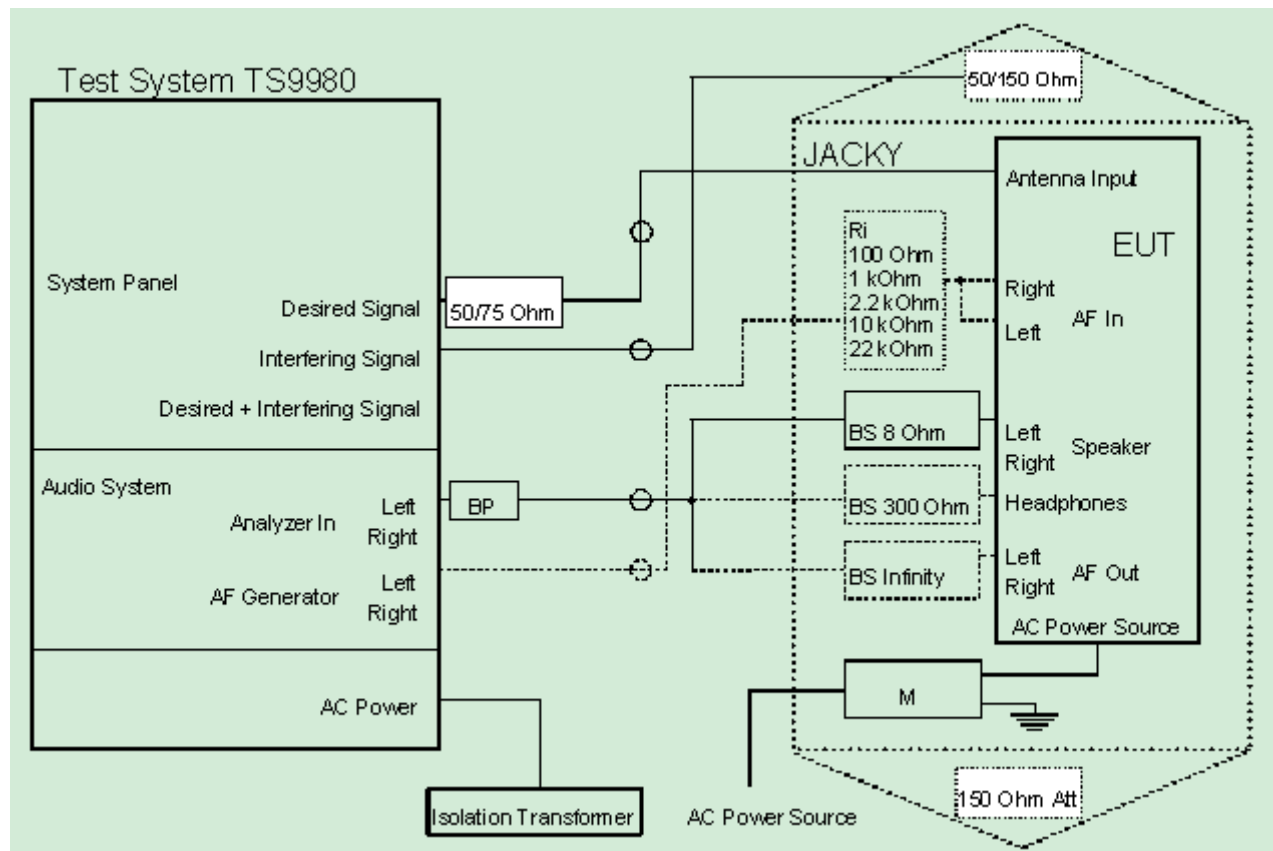 Test System TS9980
System Panel
Desired Signal
Interfering Signal
Desired + Interfering Signal
50/75 Ohm
Audio System
Analyzer In
Left
Right
BP
AF Generator
Left
Right
AC Power
Isolation Transformer
50/150 Ohm
JACKY
Antenna Input
EUT
Ri
100 Ohm
1 kOhm
2.2 kOhm
10 kOhm
22 kOhm
Right
Left
AF In
BS 8 Ohm
Left
Right
Speaker
BS 300 Ohm
Headphones
BS Infinity
Left
Right
AF Out
AC Power Source
M
AC Power Source
150 Ohm Att